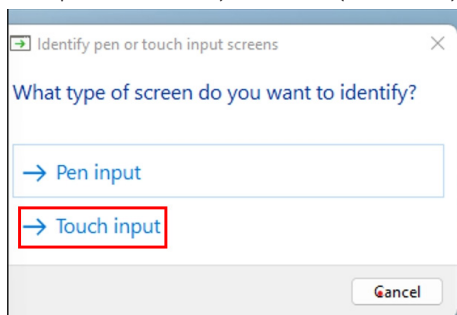 Identify pen or touch input screens
What type of screen do you want to identify?
→ Pen input
→ Touch input
Cancel